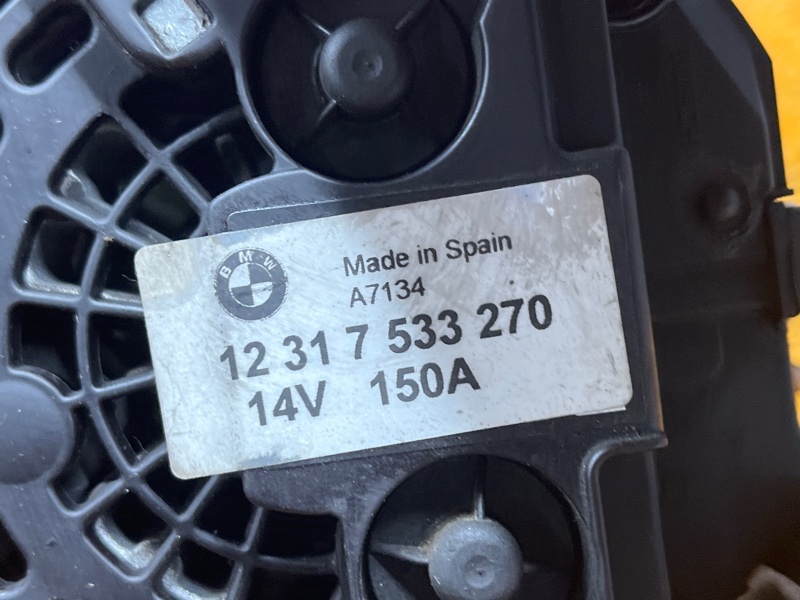 BMW
Made in Spain
A7134
12 31 7 533 270
14V 150A